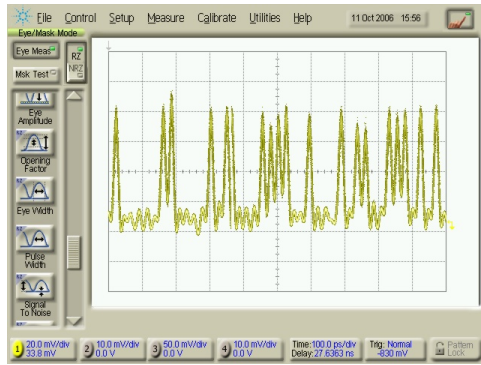 File Control Setup Measure Calibrate Utilities Help 11 Oct 2006 15:56
Eye/Mask Mode
Eye Meas
RZ
NRZ
Msk Test
Eye
Amplitude
Opening
Factor
Eye Width
Pulse
Width
Signal
To Noise
1 20.0 mV/div
33.8 mV
2 10.0 mV/div
0.0 V
3 50.0 mV/div
0.0 V
4 10.0 mV/div
0.0 V
Time:100.0 ps/div
Delay:27.6363 ns
Trig: Normal
-830 mV
Pattern
Lock